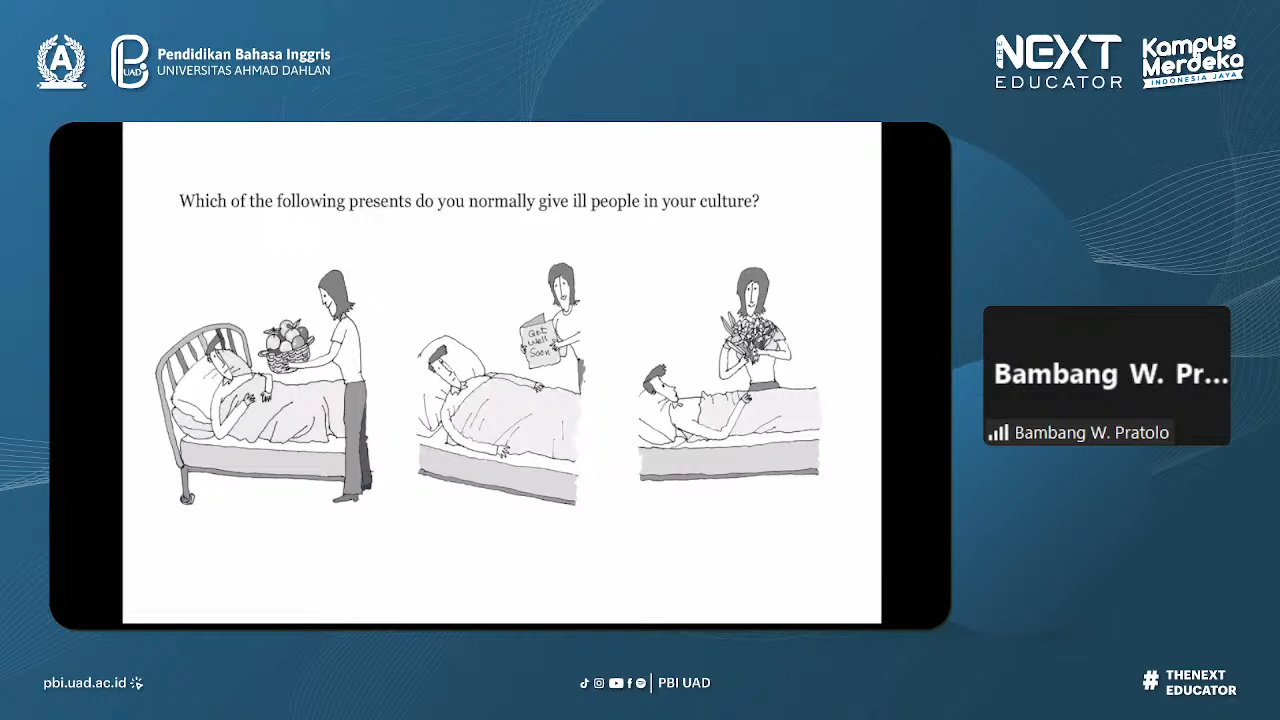 A
UAD
Pendidikan Bahasa Inggris
UNIVERSITAS AHMAD DAHLAN
THE NEXT
EDUCATOR
Kampus
Merdeka
INDONESIA JAYA
Which of the following presents do you normally give ill people in your culture?
Get
Well
Soon
Bambang W. Pr...
Bambang W. Pratolo
pbi.uad.ac.id
PBI UAD
# THENEXT
EDUCATOR